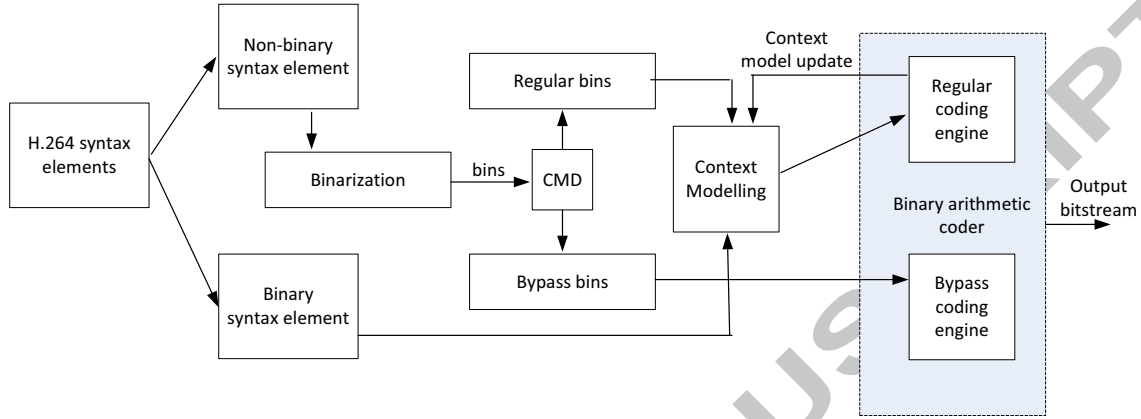 Non-binary
syntax element
H.264 syntax
elements
Binarization
bins
CMD
Regular bins
Bypass bins
Binary
syntax element
Context
Modelling
Context
model update
Regular
coding
engine
Binary arithmetic
coder
Bypass
coding
engine
Output
bitstream